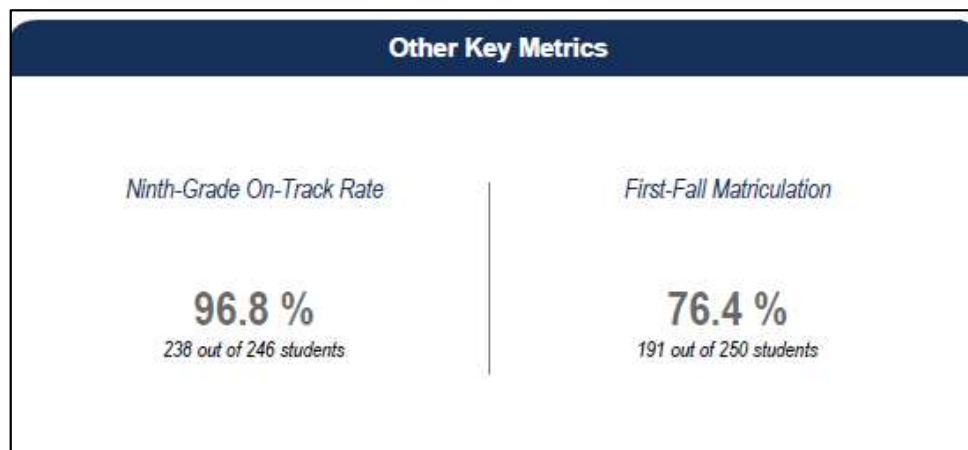 Other Key Metrics
Ninth-Grade On-Track Rate
96.8 %
238 out of 246 students
First-Fall Matriculation
76.4 %
191 out of 250 students